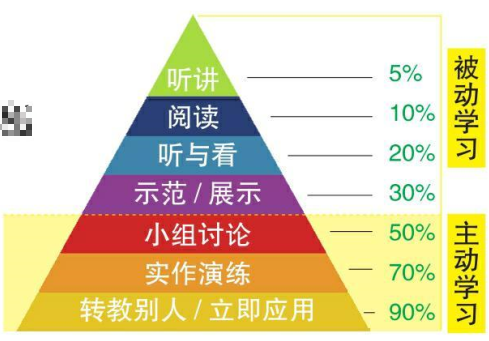 听讲 5%
阅读 10%
听与看 20%
示范 / 展示 30%
小组讨论 50%
实作演练 70%
转教别人 / 立即应用 90%
被动学习
主动学习